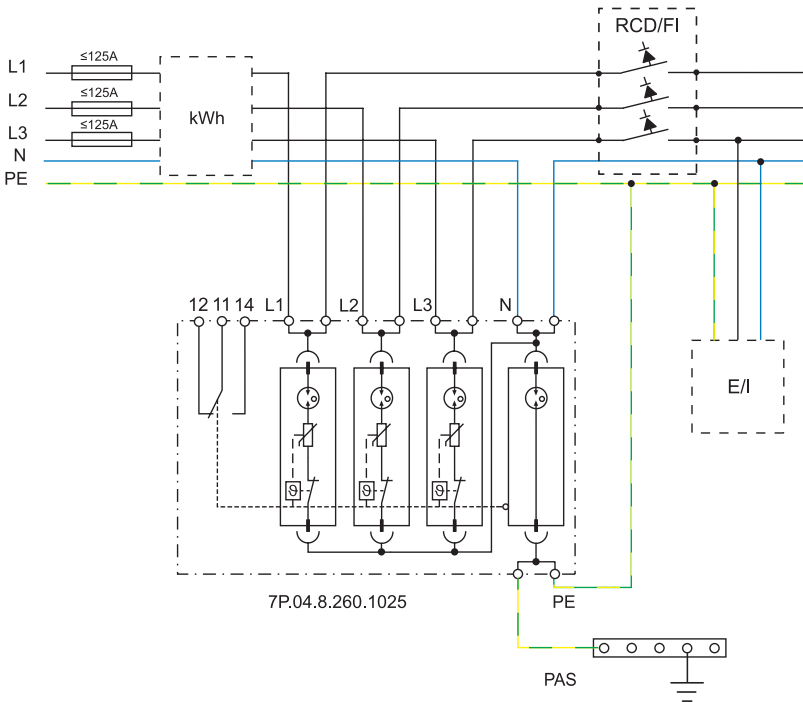 RCD/FI
≤125A
L1
≤125A
L2
kWh
≤125A
L3
N
PE
12 11 14 L1 L2 L3 N
E/I
ϑ ϑ ϑ
7P.04.8.260.1025
PE
PAS